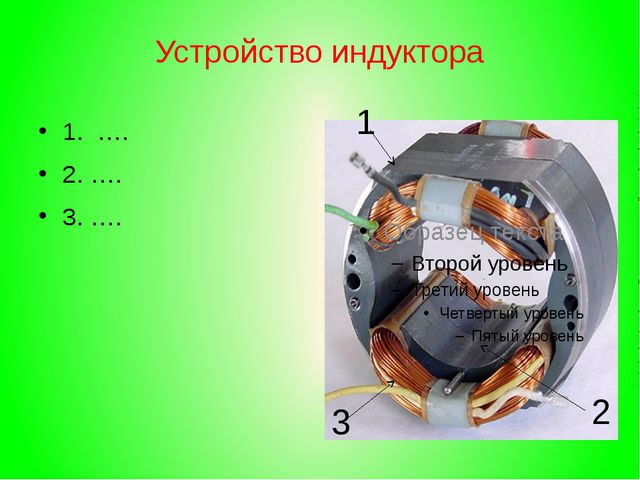 Устройство индуктора
• 1. ….
• 2. ….
• 3. ….
1
• Образец текста
– Второй уровень
– Третий уровень
• Четвертый уровень
– Пятый уровень
2
3